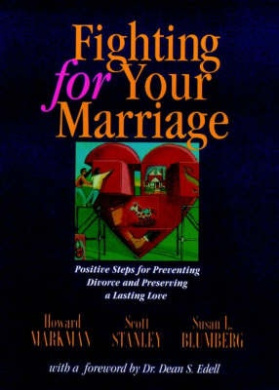 Fighting
for Your
Marriage
Positive Steps for Preventing
Divorce and Preserving
a Lasting Love
Howard Scott Susan L.
MARKMAN STANLEY BLUMBERG
with a foreword by Dr. Dean S. Edell